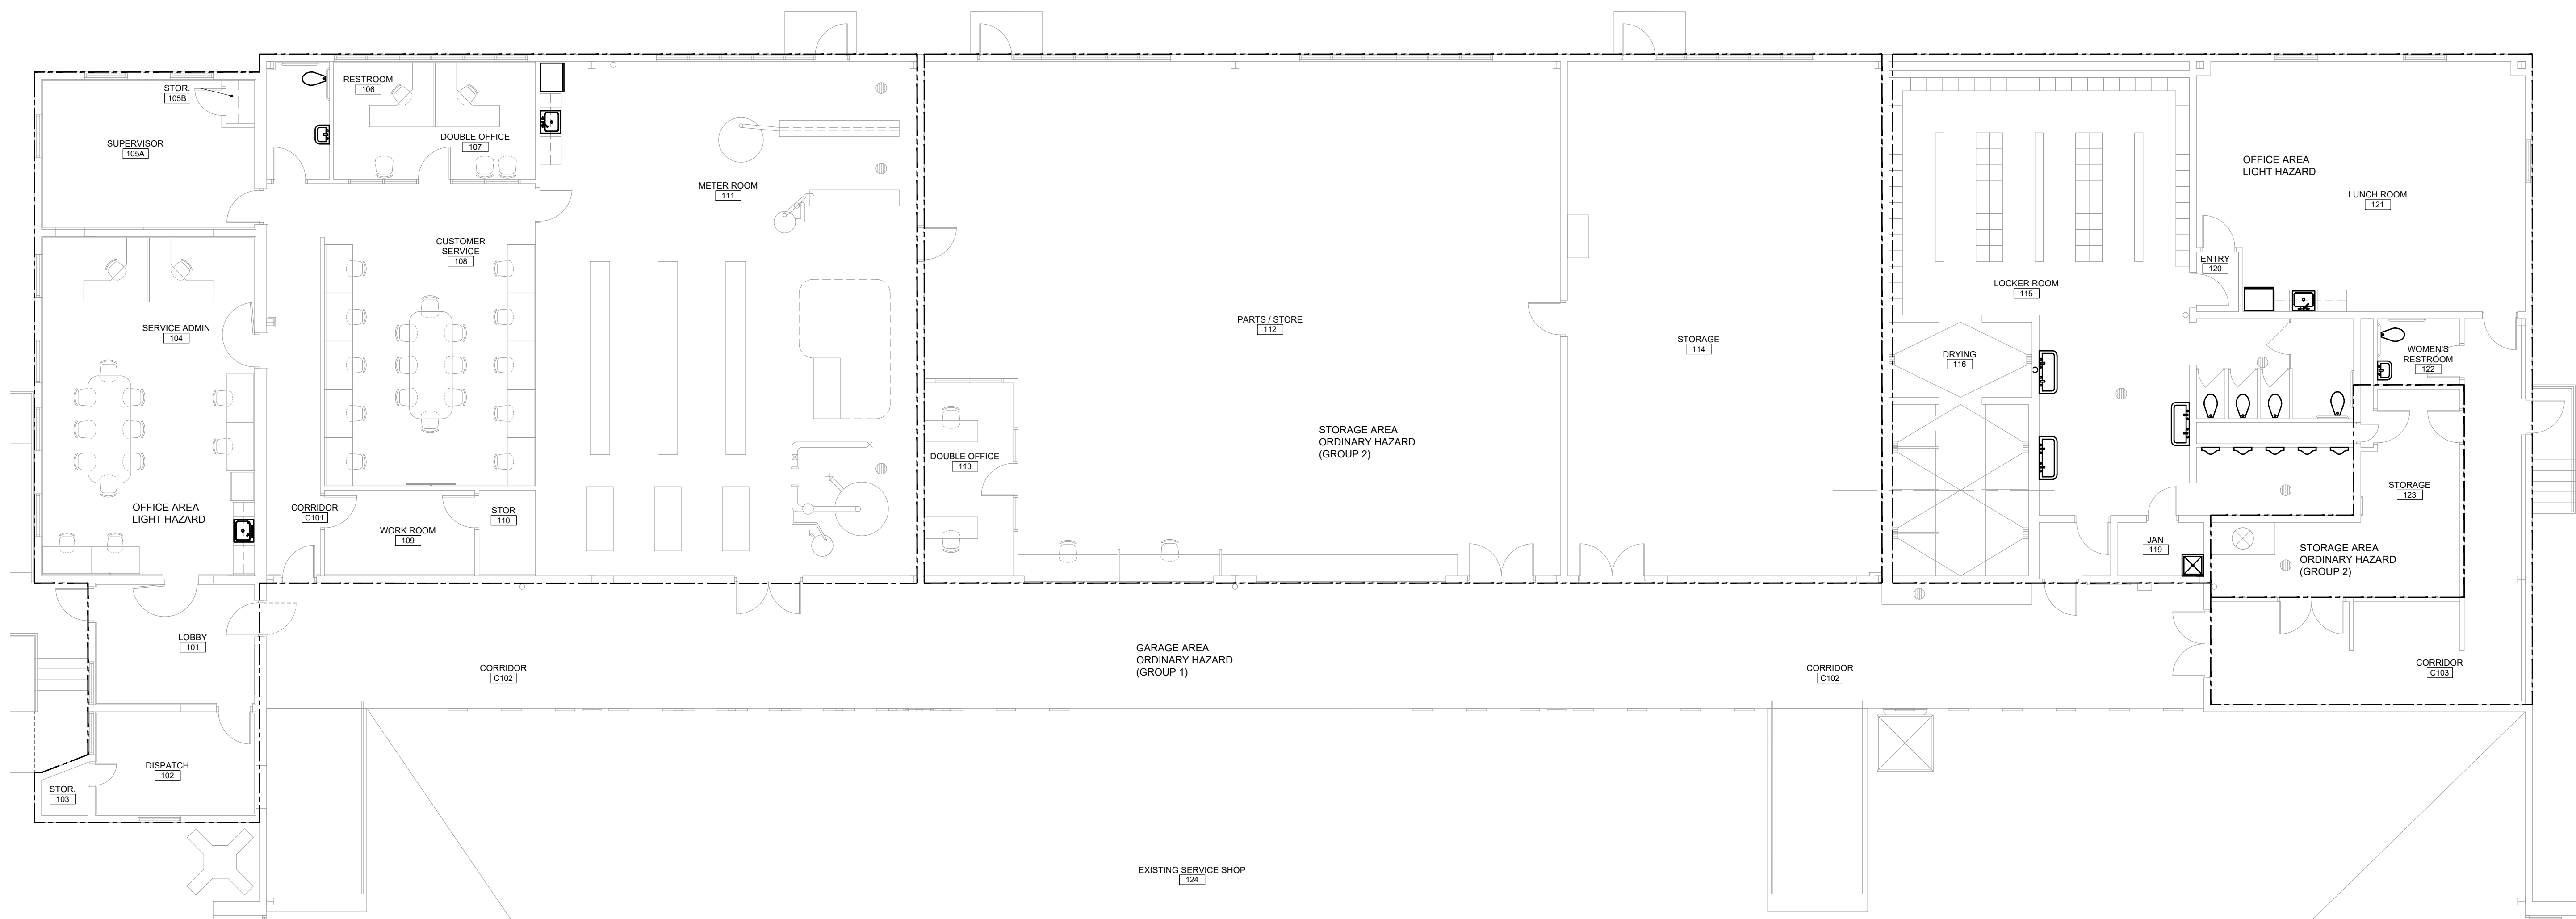 STOR.
105B
SUPERVISOR
105A
RESTROOM
106
DOUBLE OFFICE
107
METER ROOM
111
CUSTOMER
SERVICE
108
SERVICE ADMIN
104
OFFICE AREA
LIGHT HAZARD
CORRIDOR
C101
WORK ROOM
109
STOR
110
LOBBY
101
DISPATCH
102
STOR.
103
CORRIDOR
C102
PARTS / STORE
112
DOUBLE OFFICE
113
STORAGE AREA
ORDINARY HAZARD
(GROUP 2)
STORAGE
114
GARAGE AREA
ORDINARY HAZARD
(GROUP 1)
CORRIDOR
C102
EXISTING SERVICE SHOP
124
LOCKER ROOM
115
DRYING
116
C
JAN
119
ENTRY
120
OFFICE AREA
LIGHT HAZARD
LUNCH ROOM
121
WOMEN'S
RESTROOM
122
STORAGE
123
STORAGE AREA
ORDINARY HAZARD
(GROUP 2)
CORRIDOR
C103